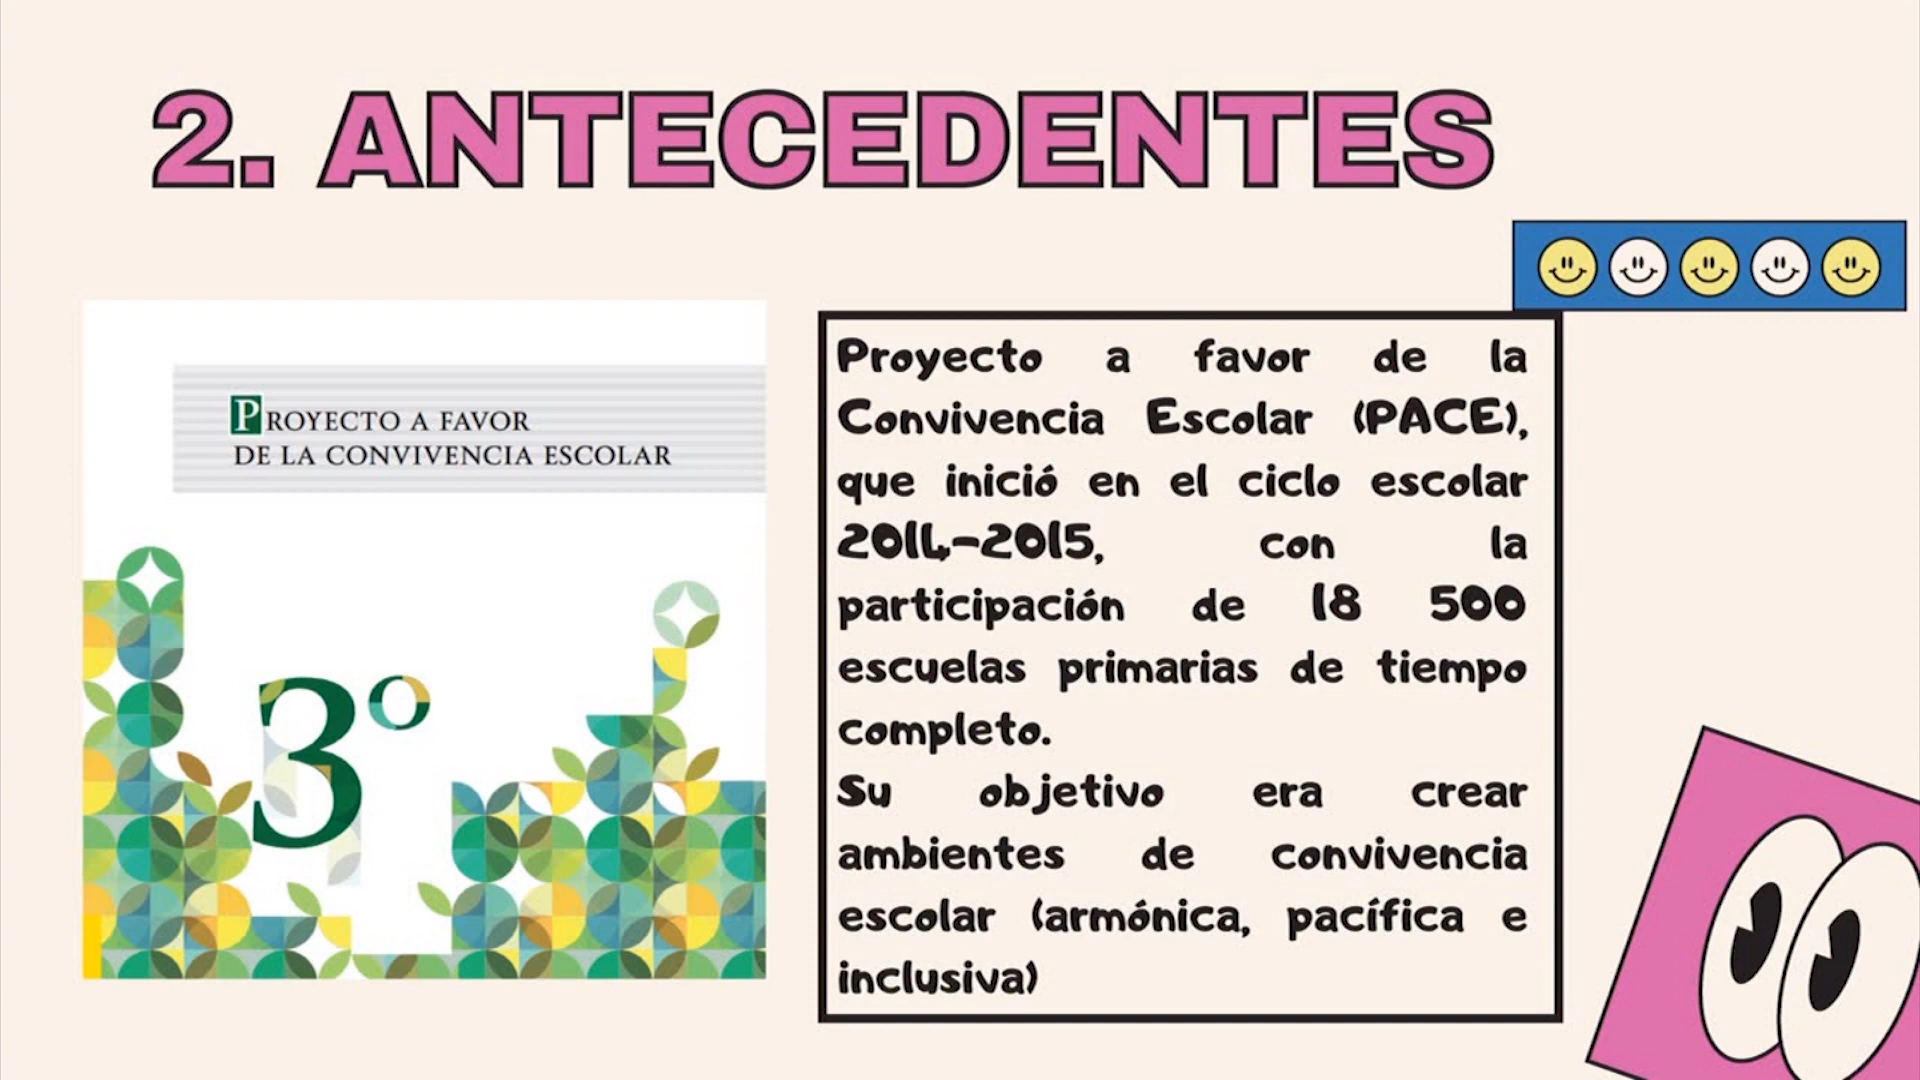 2. ANTECEDENTES
PROYECTO A FAVOR
DE LA CONVIVENCIA ESCOLAR
3º
Proyecto a favor de la
Convivencia Escolar (PACE),
que inició en el ciclo escolar
2014-2015, con la
participación de 18 500
escuelas primarias de tiempo
completo.
Su objetivo era crear
ambientes de convivencia
escolar (armónica, pacífica e
inclusiva)